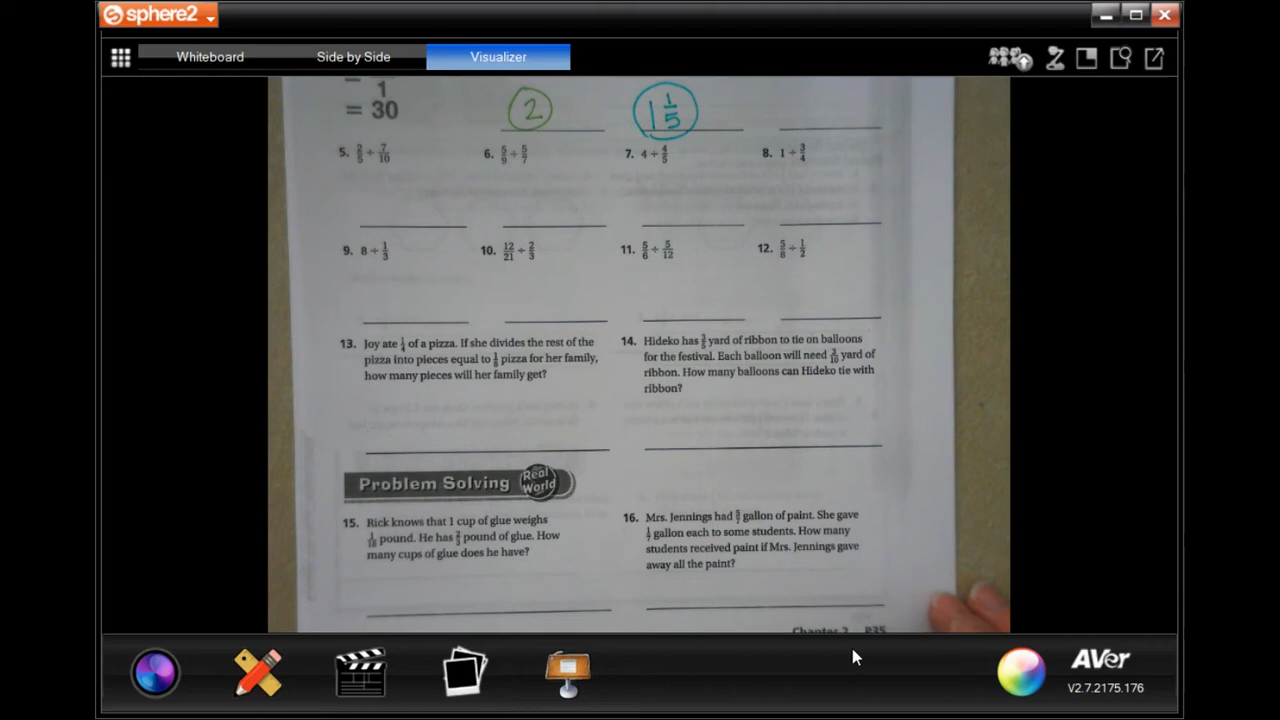 sphere2
Whiteboard Side by Side Visualizer
1
= 30 2 1 1/5
5. 2/5 ÷ 7/10 6. 5/9 ÷ 5/7 7. 4 ÷ 4/5 8. 1 ÷ 3/4
9. 8 ÷ 1/3 10. 12/21 ÷ 2/3 11. 5/6 ÷ 5/12 12. ÷ 1/2
13. Joy ate 1/4 of a pizza. If she divides the rest of the
pizza into pieces equal to pizza for her family,
how many pieces will her family get?
14. Hideko has 3/5 yard of ribbon to tie on balloons
for the festival. Each balloon will need 3/10 yard of
ribbon. How many balloons can Hideko tie with
ribbon?
Problem Solving Real
World
15. Rick knows that 1 cup of glue weighs
1/18 pound. He has 2/3 pound of glue. How
many cups of glue does he have?
16. Mrs. Jennings had 5/7 gallon of paint. She gave
1/7 gallon each to some students. How many
students received paint if Mrs. Jennings gave
away all the paint?
Chapter 2 P35
AVer
V2.7.2175.176